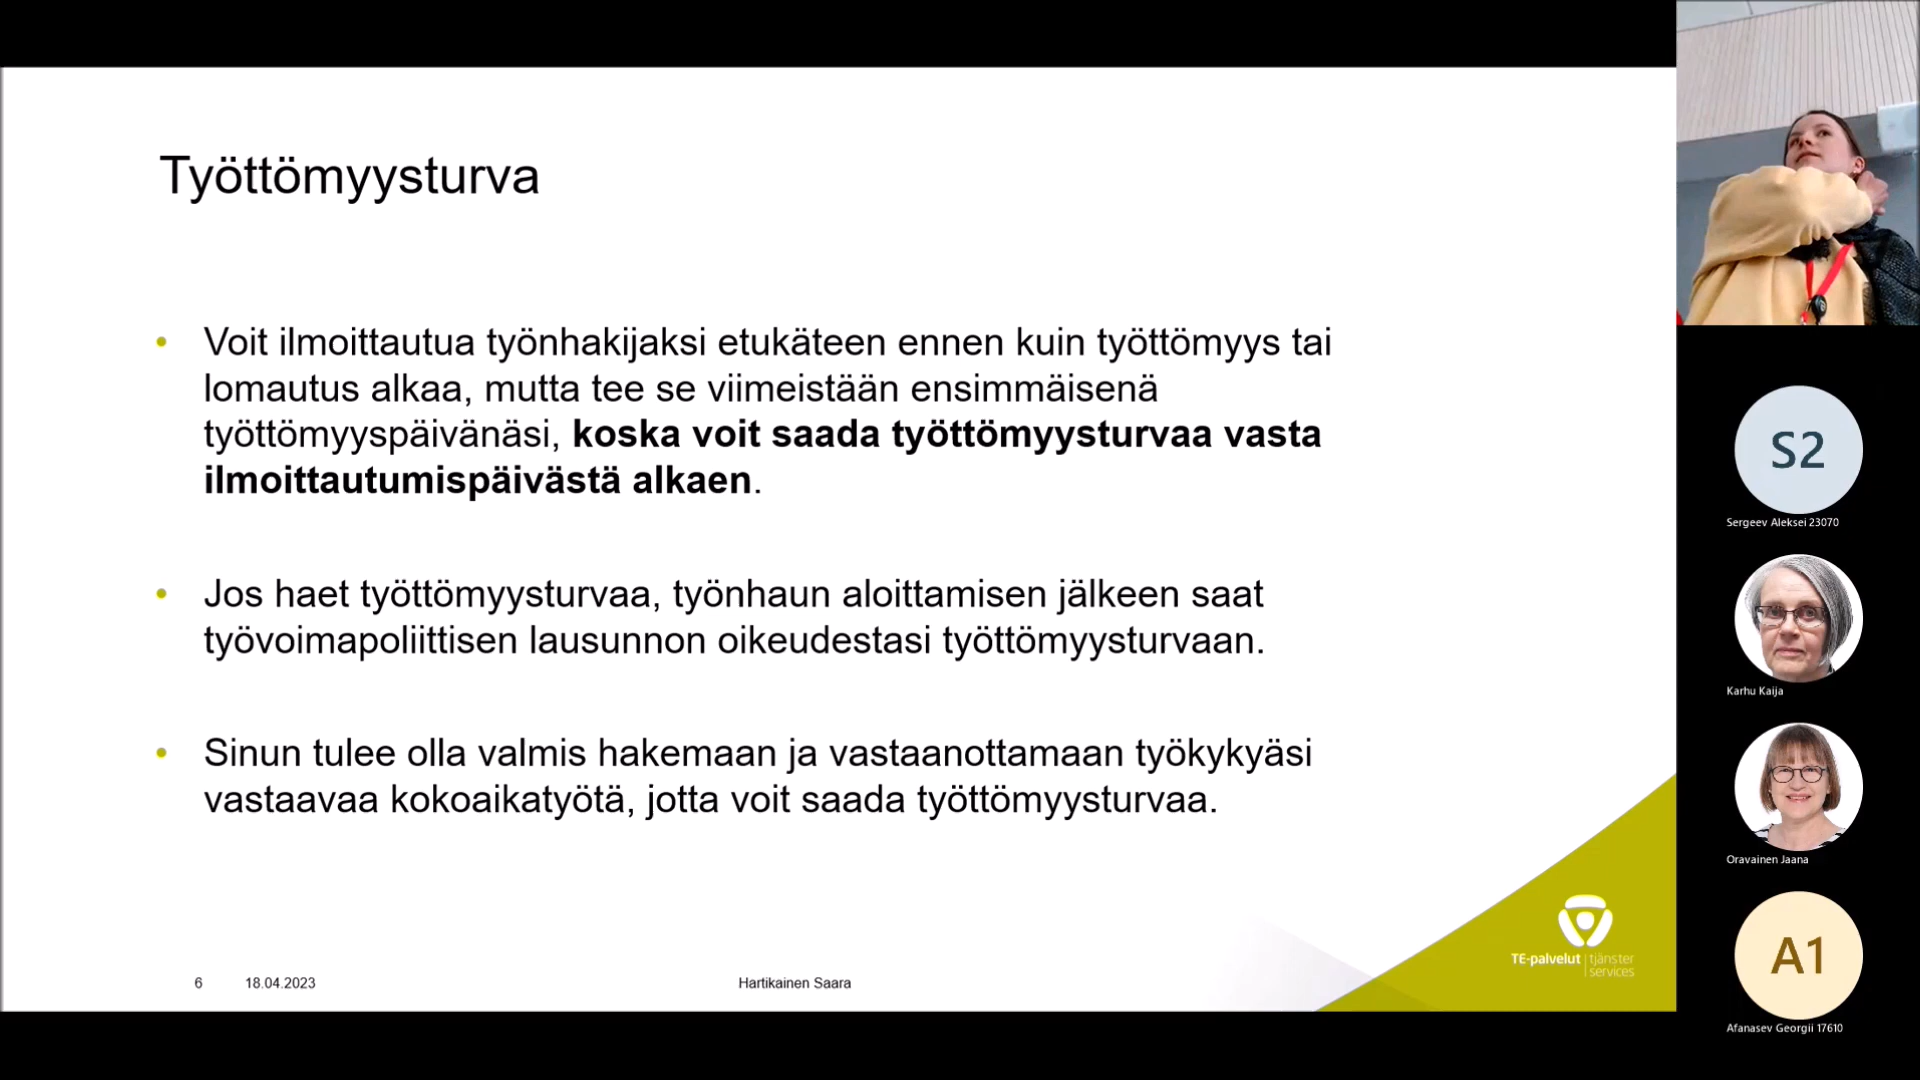 Työttömyysturva
• Voit ilmoittautua työnhakijaksi etukäteen ennen kuin työttömyys tai
lomautus alkaa, mutta tee se viimeistään ensimmäisenä
työttömyyspäivänäsi, koska voit saada työttömyysturvaa vasta
ilmoittautumispäivästä alkaen.
• Jos haet työttömyysturvaa, työnhaun aloittamisen jälkeen saat
työvoimapoliittisen lausunnon oikeudestasi työttömyysturvaan.
• Sinun tulee olla valmis hakemaan ja vastaanottamaan työkykyäsi
vastaavaa kokoaikatyötä, jotta voit saada työttömyysturvaa.
6 18.04.2023 Hartikainen Saara
TE-palvelut tjänster
services
S2
Sergeev Aleksei 23070
Karhu Kaija
Oravainen Jaana
A1
Afanasev Georgii 17610